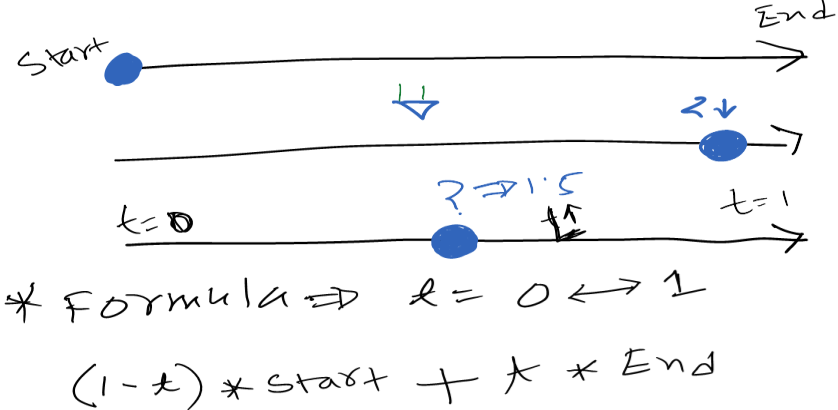 End
Start
2 ↓
? ⇒ 1.5
t=0
t=1
* Formula ⇒ t = 0 ↔ 1
(1-t) * Start + t * End